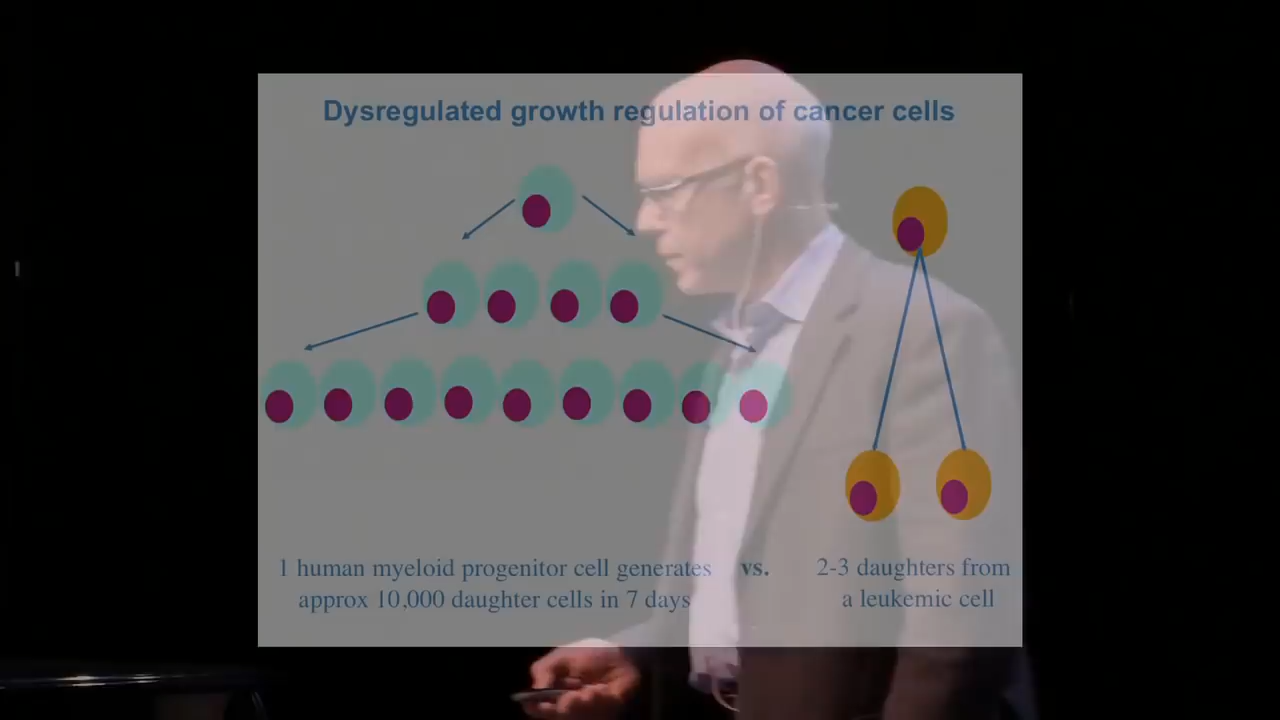 Dysregulated growth regulation of cancer cells
1 human myeloid progenitor cell generates
approx 10,000 daughter cells in 7 days
vs.
2-3 daughters from
a leukemic cell